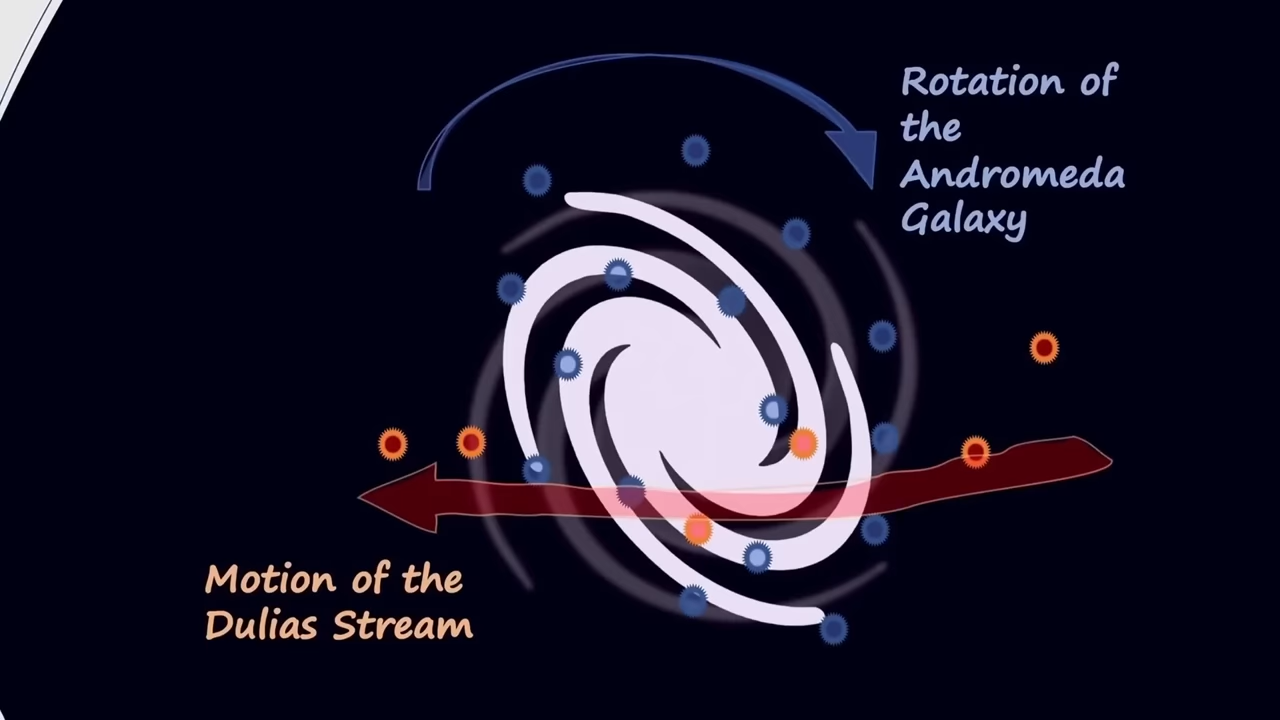 Rotation of
the
Andromeda
Galaxy
Motion of the
Dulias Stream